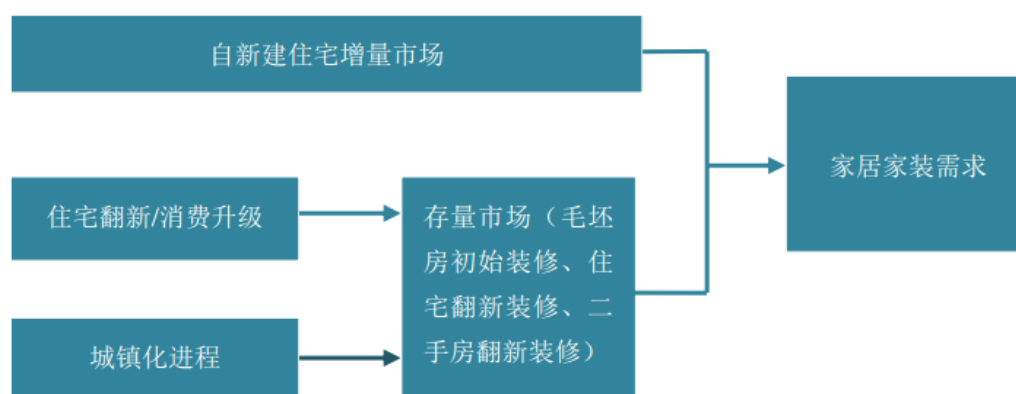 自新建住宅增量市场
家居家装需求
住宅翻新/消费升级
存量市场（毛坯
房初始装修、住
宅翻新装修、二
手房翻新装修）
城镇化进程